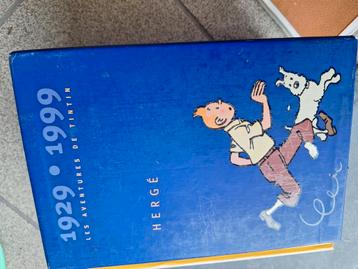 1929 • 1999
LES AVENTURES DE TINTIN
HERGÉ